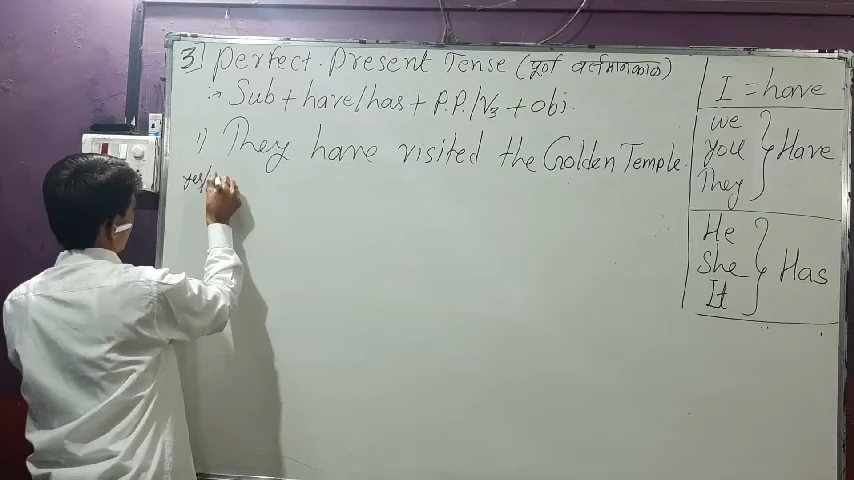 3] Perfect Present Tense (पूर्ण वर्तमानकाळ)
:→ Sub + have/has + P.P./V3 + obj.
1) They have visited the Golden Temple.
yes/
I = have
we
you
They
} Have
He
She
It
} Has